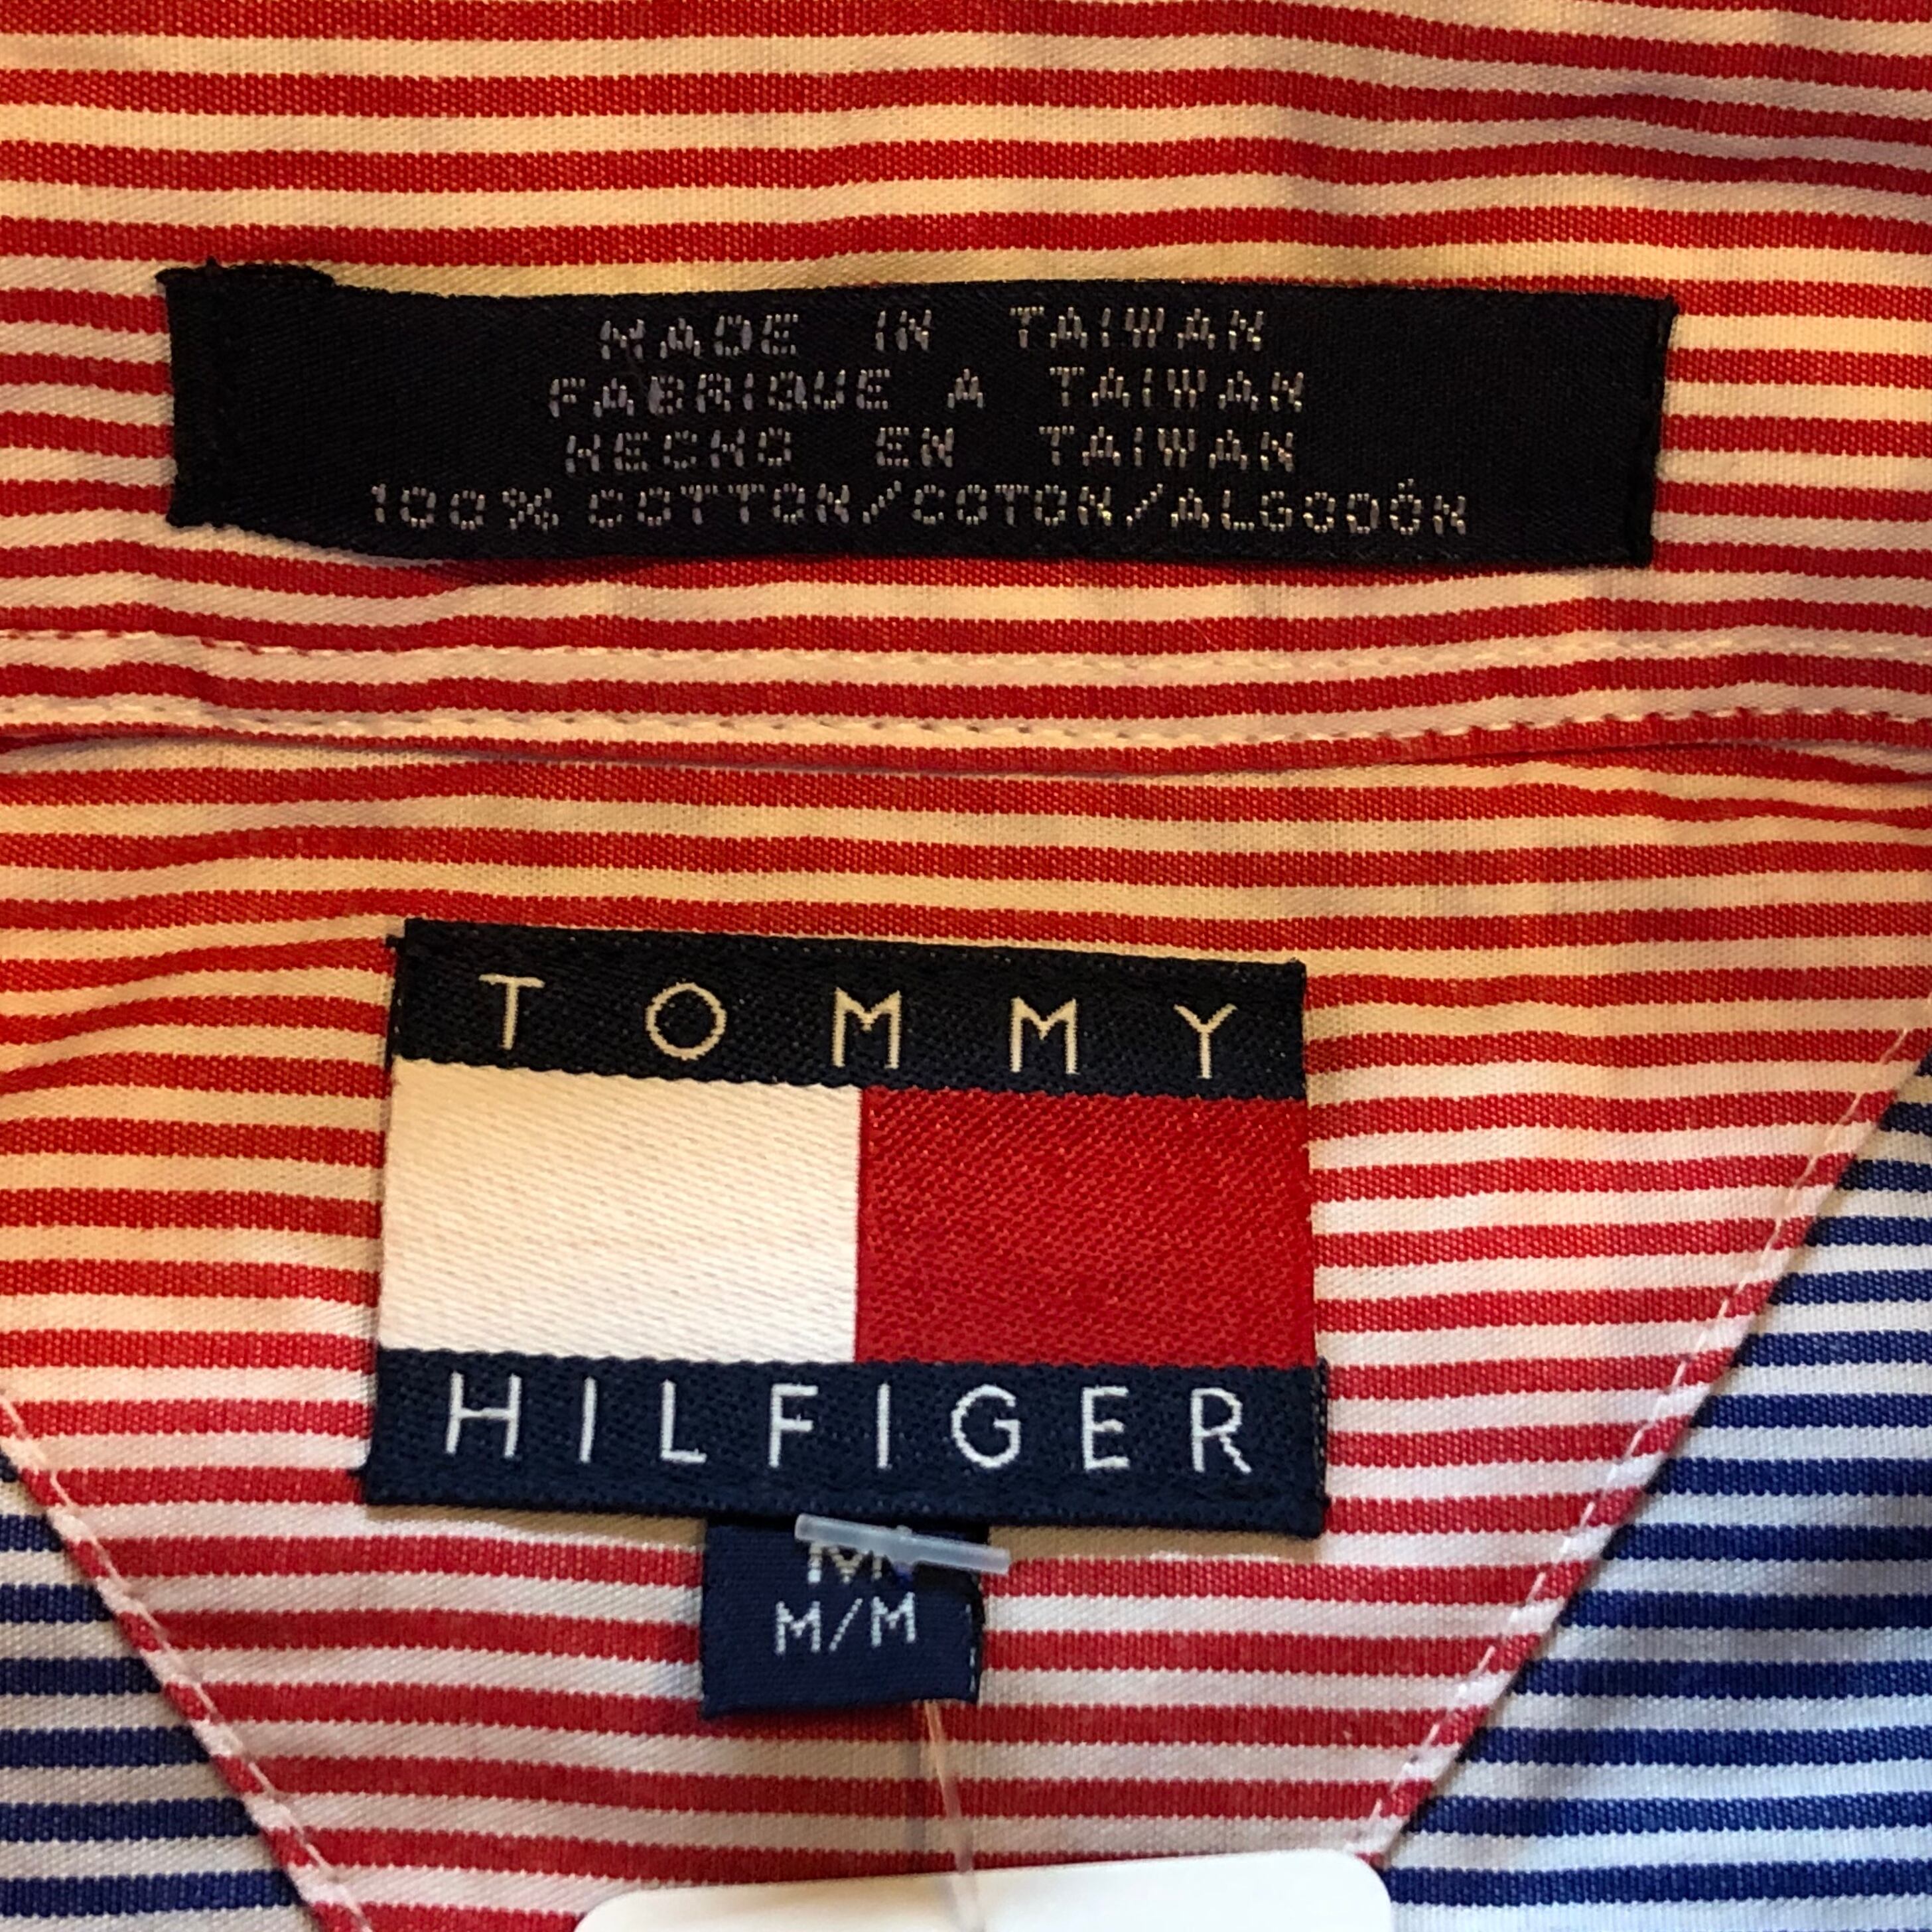 MADE IN TAIWAN
FABRIQUE A TAIWAN
HECHO EN TAIWAN
100% COTTON/COTON/ALGODÓN
TOMMY
HILFIGER
M
M/M